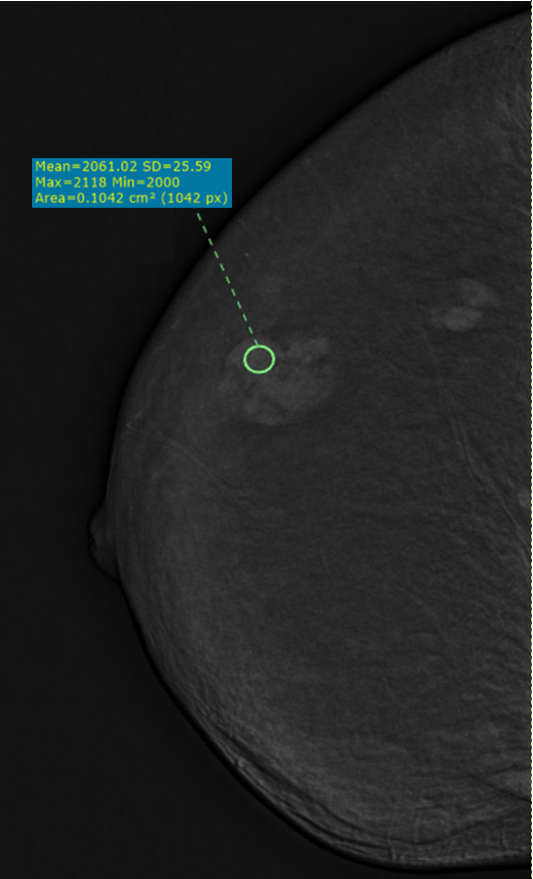 Mean=2061.02 SD=25.59
Max=2118 Min=2000
Area=0.1042 cm² (1042 px)